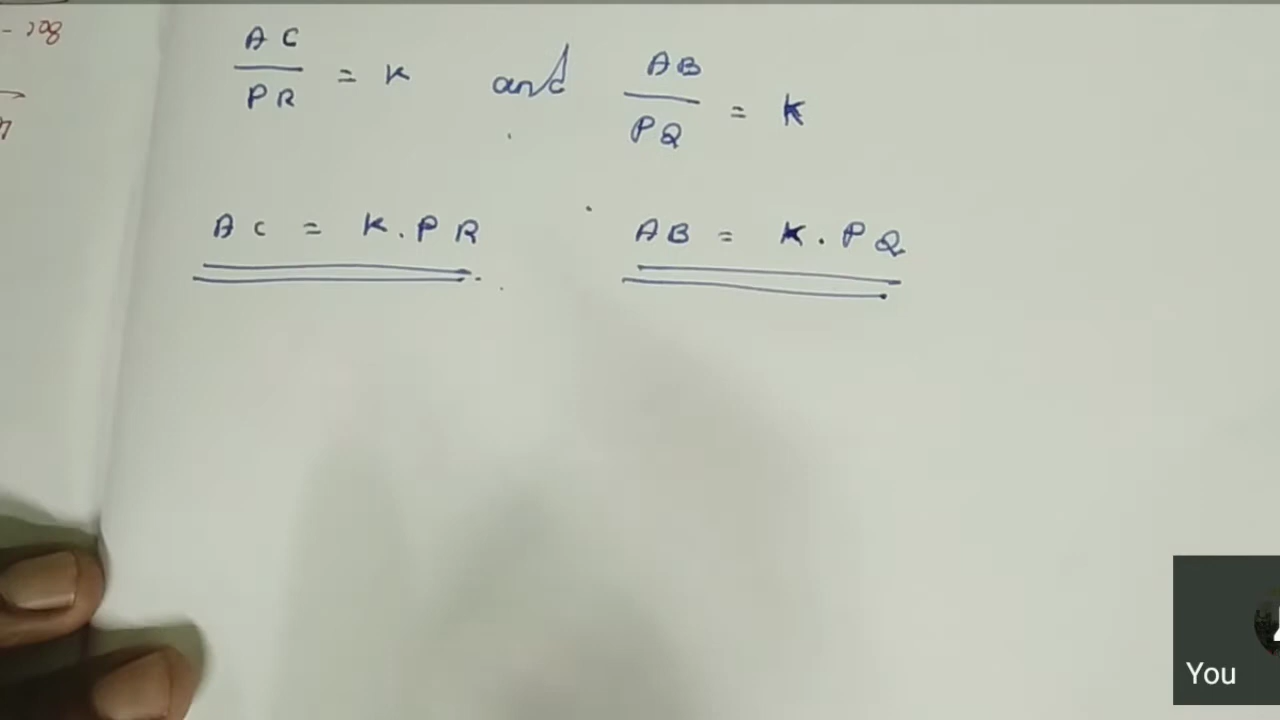 AC/PR = K and AB/PQ = K
AC = K.PR AB = K.PQ
You